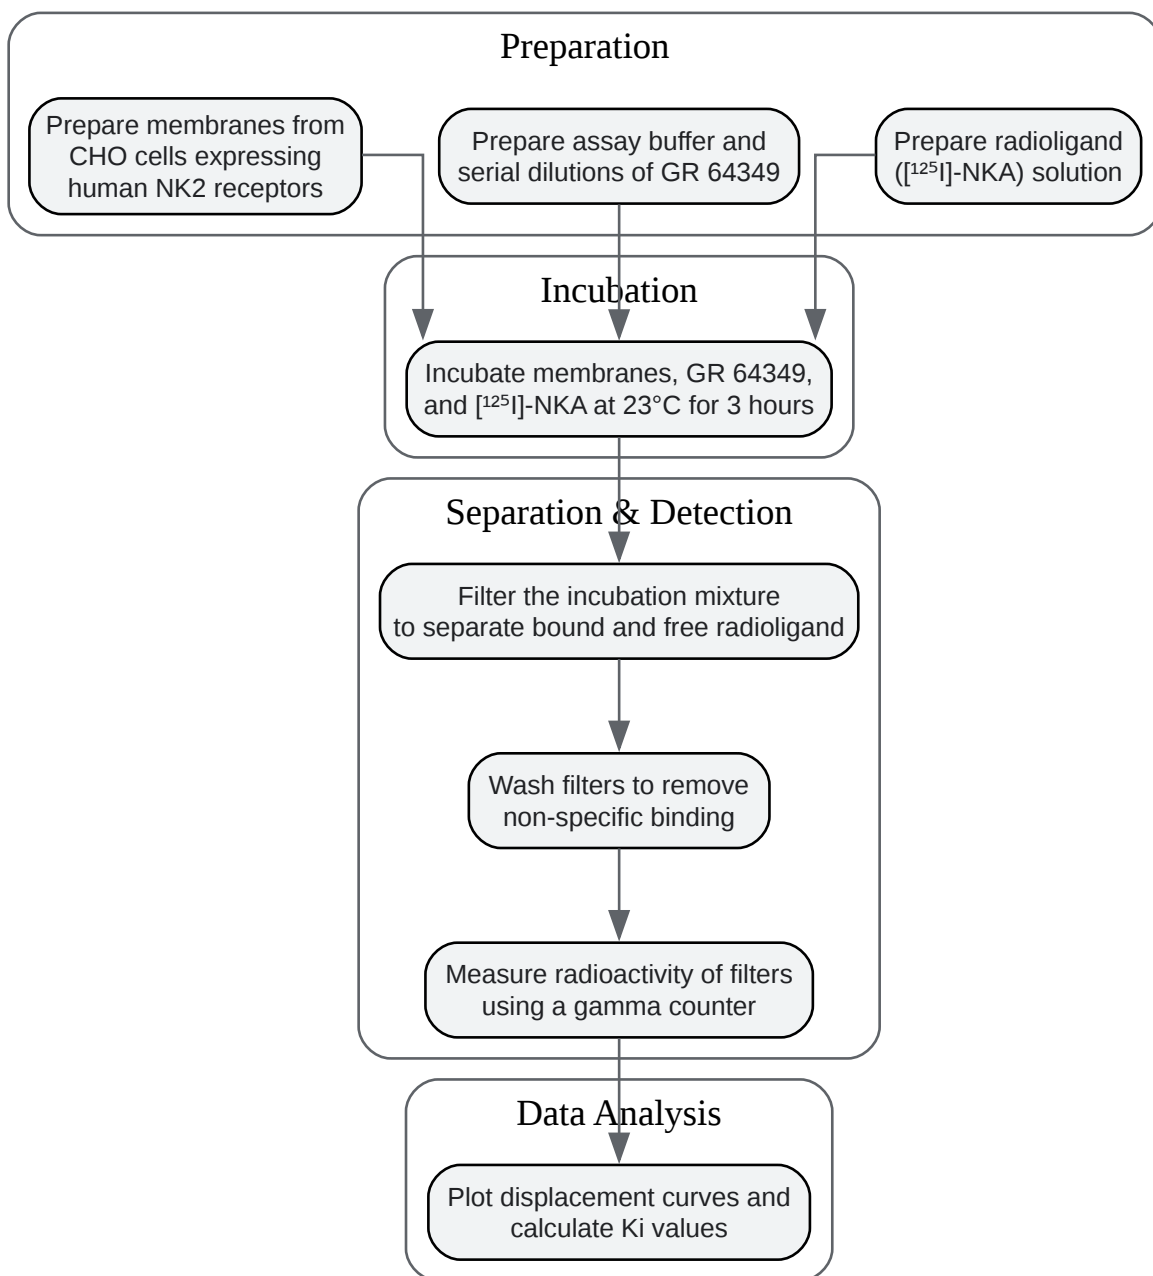 Preparation
Prepare membranes from
CHO cells expressing
human NK2 receptors
Prepare assay buffer and
serial dilutions of GR 64349
Prepare radioligand
([¹²⁵I]-NKA) solution
Incubation
Incubate membranes, GR 64349,
and [¹²⁵I]-NKA at 23°C for 3 hours
Separation & Detection
Filter the incubation mixture
to separate bound and free radioligand
Wash filters to remove
non-specific binding
Measure radioactivity of filters
using a gamma counter
Data Analysis
Plot displacement curves and
calculate Ki values